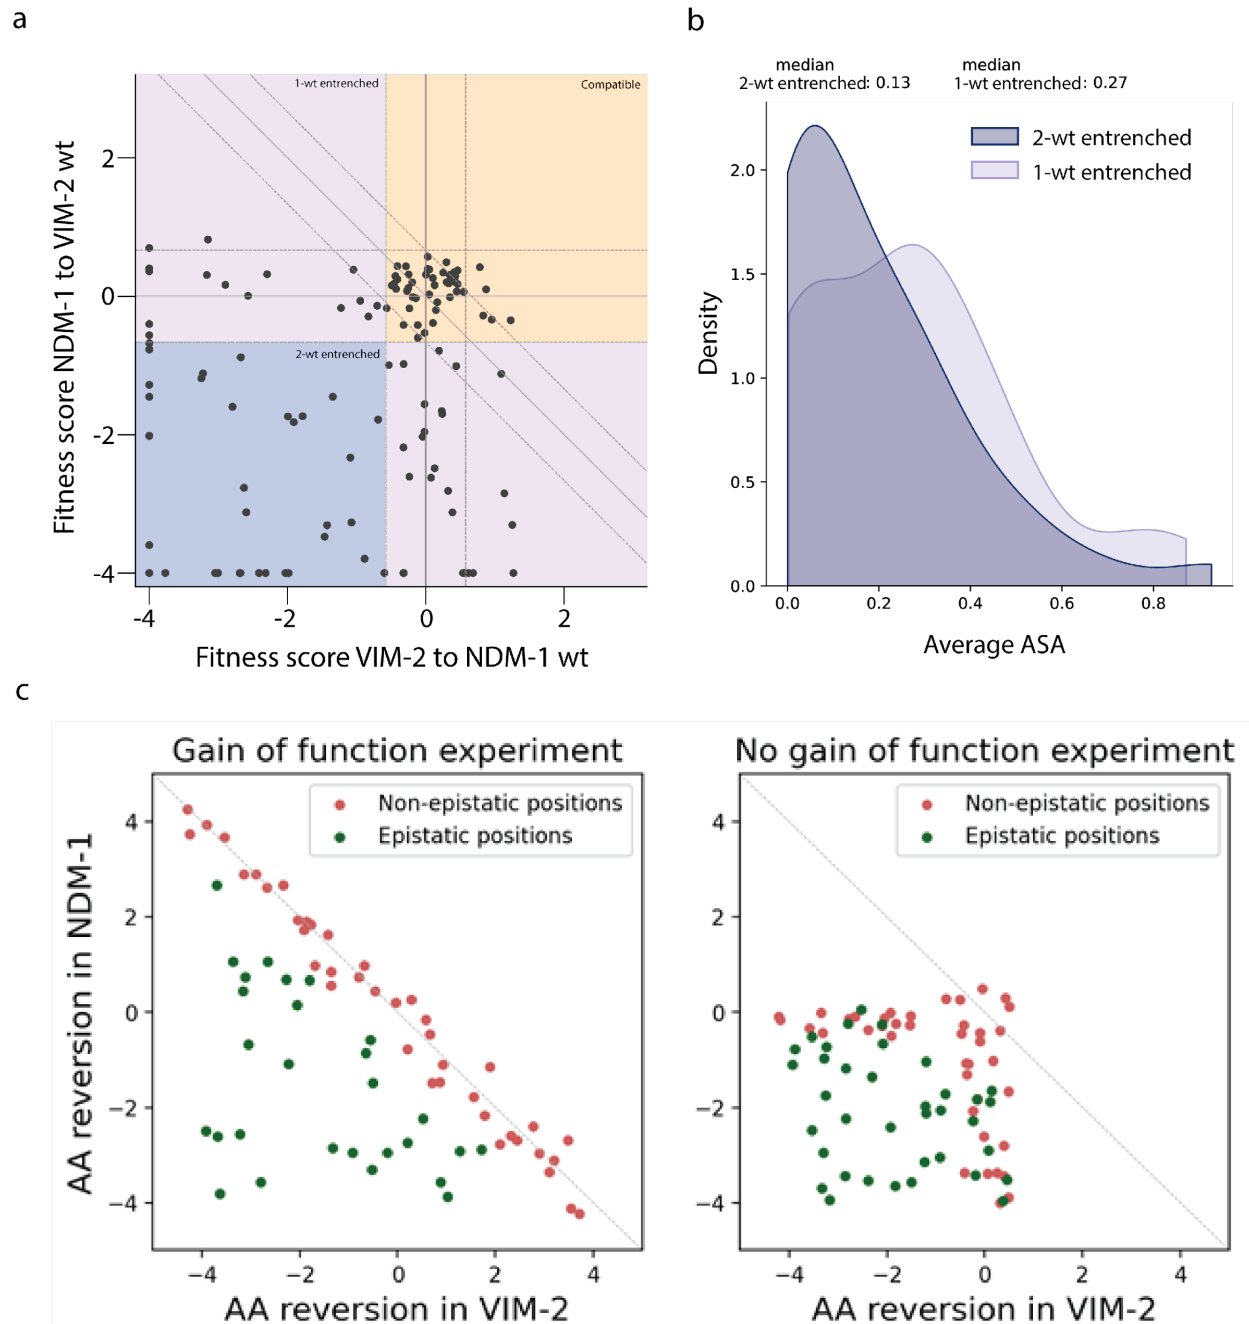 a
b
1-wt entrenched
Compatible
2-wt entrenched
Fitness score NDM-1 to VIM-2 wt
2
0
-2
-4
-4
-2
0
2
Fitness score VIM-2 to NDM-1 wt
median
2-wt entrenched: 0.13
median
1-wt entrenched: 0.27
2-wt entrenched
1-wt entrenched
Density
2.0
1.5
1.0
0.5
0.0
0.0
0.2
0.4
0.6
0.8
Average ASA
c
Gain of function experiment
Non-epistatic positions
Epistatic positions
AA reversion in NDM-1
4
2
0
−2
−4
−4
−2
0
2
4
AA reversion in VIM-2
No gain of function experiment
Non-epistatic positions
Epistatic positions
4
2
0
−2
−4
−4
−2
0
2
4
AA reversion in VIM-2